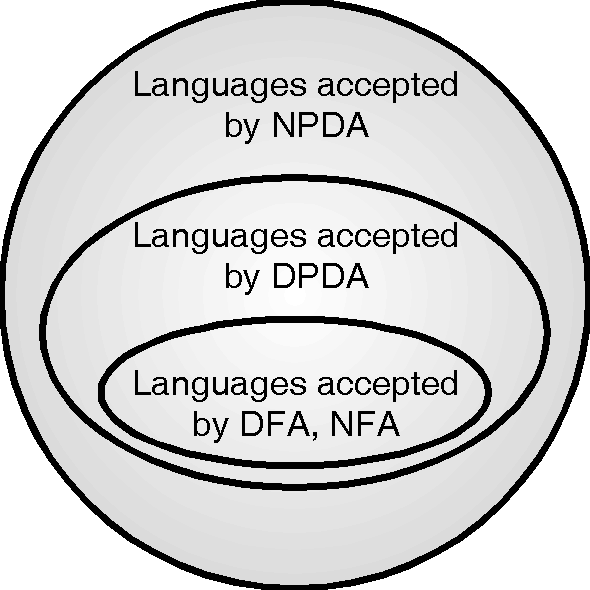 Languages accepted
by NPDA
Languages accepted
by DPDA
Languages accepted
by DFA, NFA